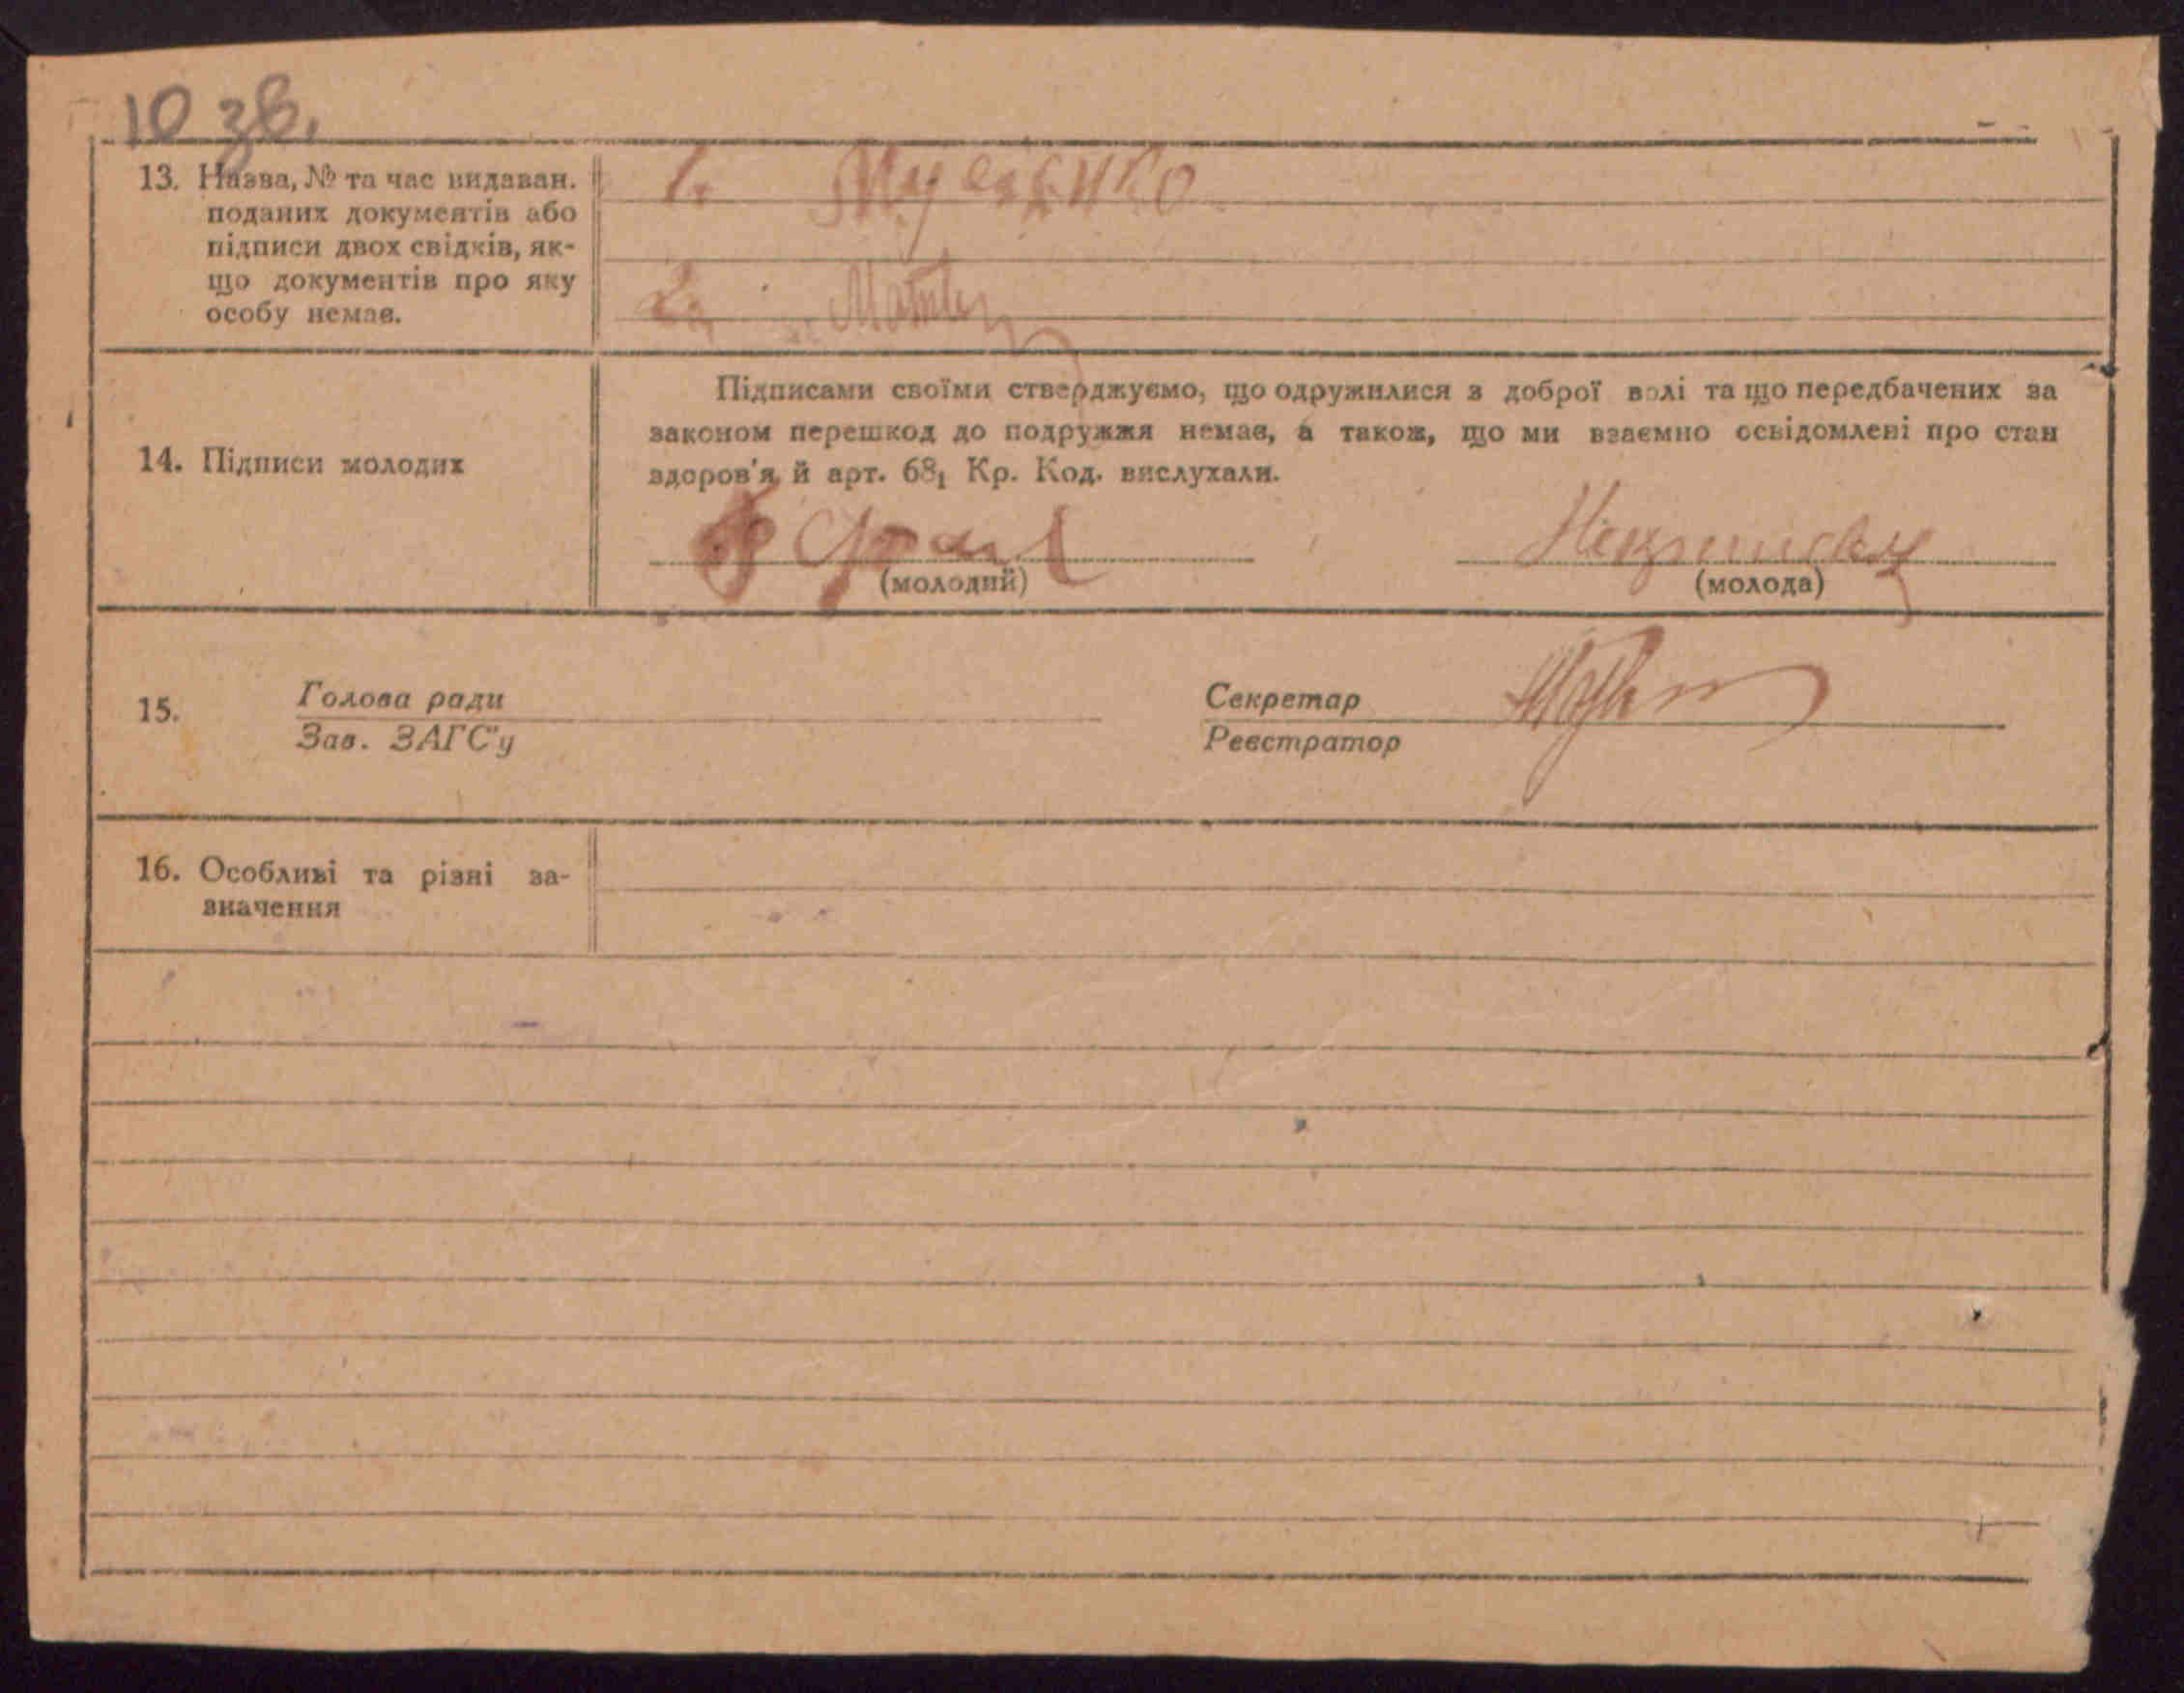 10 зв.
13. Назва, № та час видаван.
поданих документів або
підписи двох свідків, як-
що документів про яку
особу немає.
1.
2.
14. Підписи молодих
Підписами своїми стверджуємо, що одружилися з доброї волі та що передбачених за
законом перешкод до подружжя немає, а також, що ми взаємно освідомлені про стан
здоров'я й арт. 68₁ Кр. Код. вислухали.
(молодий)
(молода)
15. Голова ради
Зав. ЗАГС'у
Секретар
Реєстратор
16. Особливі та різні за-
значення